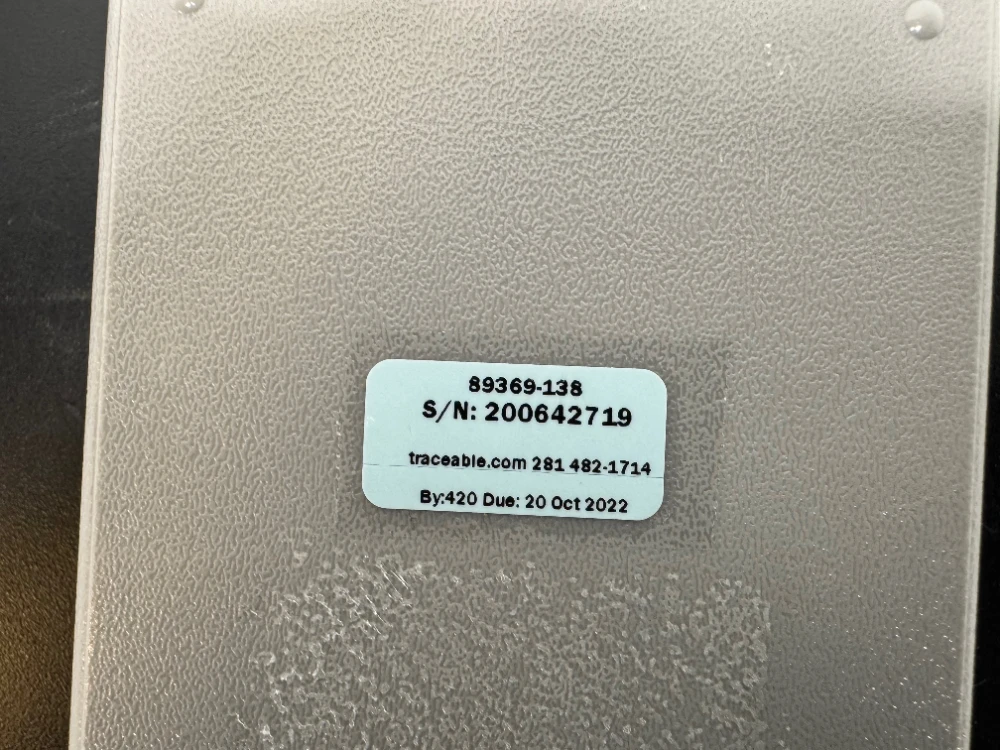 89369-138
S/N: 200642719
traceable.com 281 482-1714
By:420 Due: 20 Oct 2022